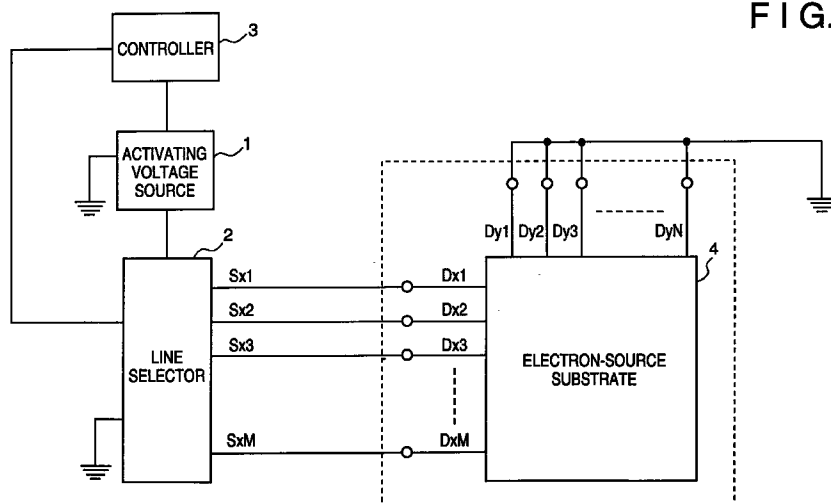 FIG.
3
CONTROLLER
1
ACTIVATING
VOLTAGE
SOURCE
2
Dy1 Dy2 Dy3 DyN
4
Sx1 Dx1
Sx2 Dx2
Sx3 Dx3
LINE
SELECTOR
ELECTRON-SOURCE
SUBSTRATE
SxM DxM